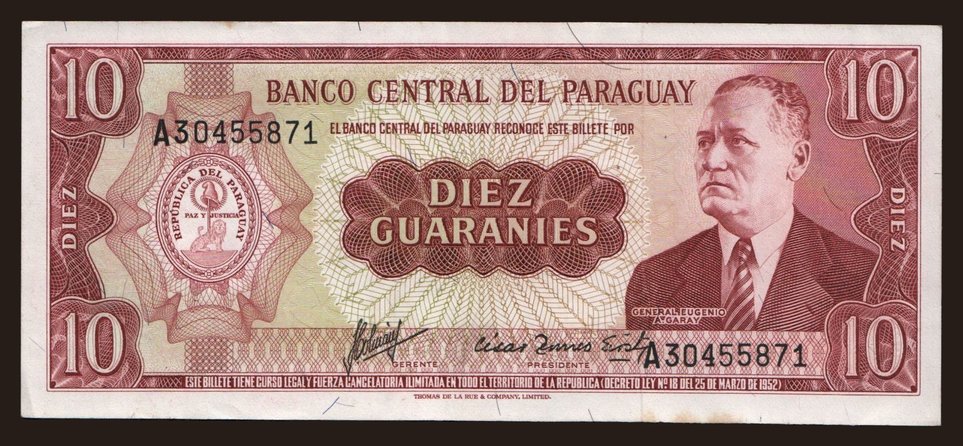 10
10
BANCO CENTRAL DEL PARAGUAY
A30455871
EL BANCO CENTRAL DEL PARAGUAY RECONOCE ESTE BILLETE POR
DIEZ
REPÚBLICA DEL PARAGUAY
PAZ Y JUSTICIA
DIEZ
GUARANIES
DIEZ
GENERAL EUGENIO
A. GARAY
10
10
GERENTE
PRESIDENTE
A30455871
ESTE BILLETE TIENE CURSO LEGAL Y FUERZA CANCELATORIA ILIMITADA EN TODO EL TERRITORIO DE LA REPUBLICA (DECRETO LEY Nº 18 DEL 25 DE MARZO DE 1952)
THOMAS DE LA RUE & COMPANY, LIMITED.